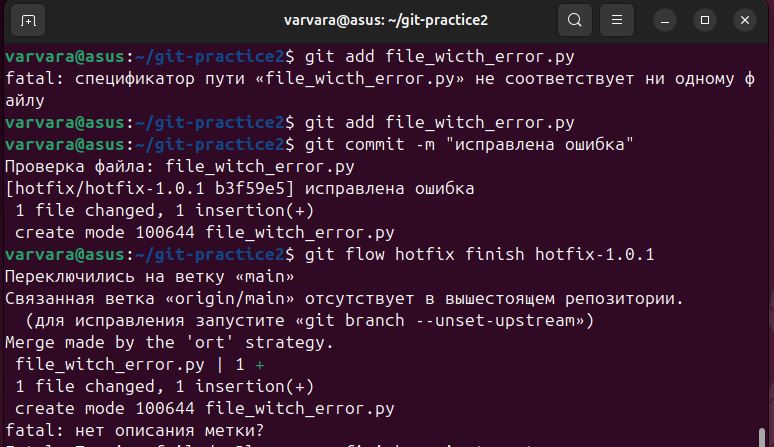 varvara@asus: ~/git-practice2
varvara@asus:~/git-practice2$ git add file_wicth_error.py
fatal: спецификатор пути «file_wicth_error.py» не соответствует ни одному ф
айлу
varvara@asus:~/git-practice2$ git add file_witch_error.py
varvara@asus:~/git-practice2$ git commit -m "исправлена ошибка"
Проверка файла: file_witch_error.py
[hotfix/hotfix-1.0.1 b3f59e5] исправлена ошибка
1 file changed, 1 insertion(+)
create mode 100644 file_witch_error.py
varvara@asus:~/git-practice2$ git flow hotfix finish hotfix-1.0.1
Переключились на ветку «main»
Связанная ветка «origin/main» отсутствует в вышестоящем репозитории.
(для исправления запустите «git branch --unset-upstream»)
Merge made by the 'ort' strategy.
file_witch_error.py | 1 +
1 file changed, 1 insertion(+)
create mode 100644 file_witch_error.py
fatal: нет описания метки?